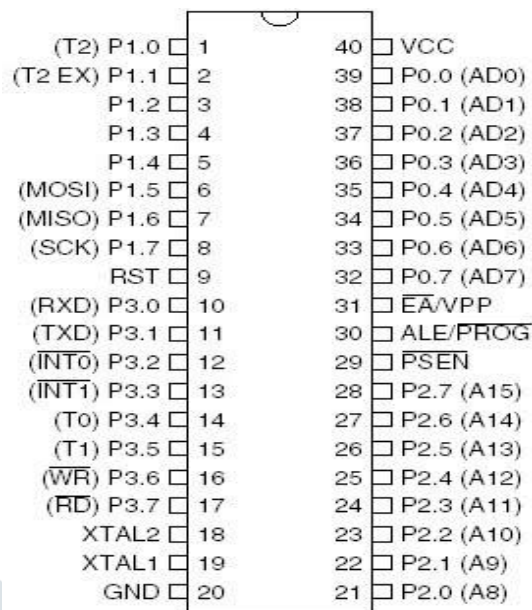 (T2) P1.0 1 40 VCC
(T2 EX) P1.1 2 39 P0.0 (AD0)
P1.2 3 38 P0.1 (AD1)
P1.3 4 37 P0.2 (AD2)
P1.4 5 36 P0.3 (AD3)
(MOSI) P1.5 6 35 P0.4 (AD4)
(MISO) P1.6 7 34 P0.5 (AD5)
(SCK) P1.7 8 33 P0.6 (AD6)
RST 9 32 P0.7 (AD7)
(RXD) P3.0 10 31 E̅A̅/VPP
(TXD) P3.1 11 30 ALE/P̅R̅O̅G̅
(I̅N̅T̅0̅) P3.2 12 29 P̅S̅E̅N̅
(I̅N̅T̅1̅) P3.3 13 28 P2.7 (A15)
(T0) P3.4 14 27 P2.6 (A14)
(T1) P3.5 15 26 P2.5 (A13)
(W̅R̅) P3.6 16 25 P2.4 (A12)
(R̅D̅) P3.7 17 24 P2.3 (A11)
XTAL2 18 23 P2.2 (A10)
XTAL1 19 22 P2.1 (A9)
GND 20 21 P2.0 (A8)